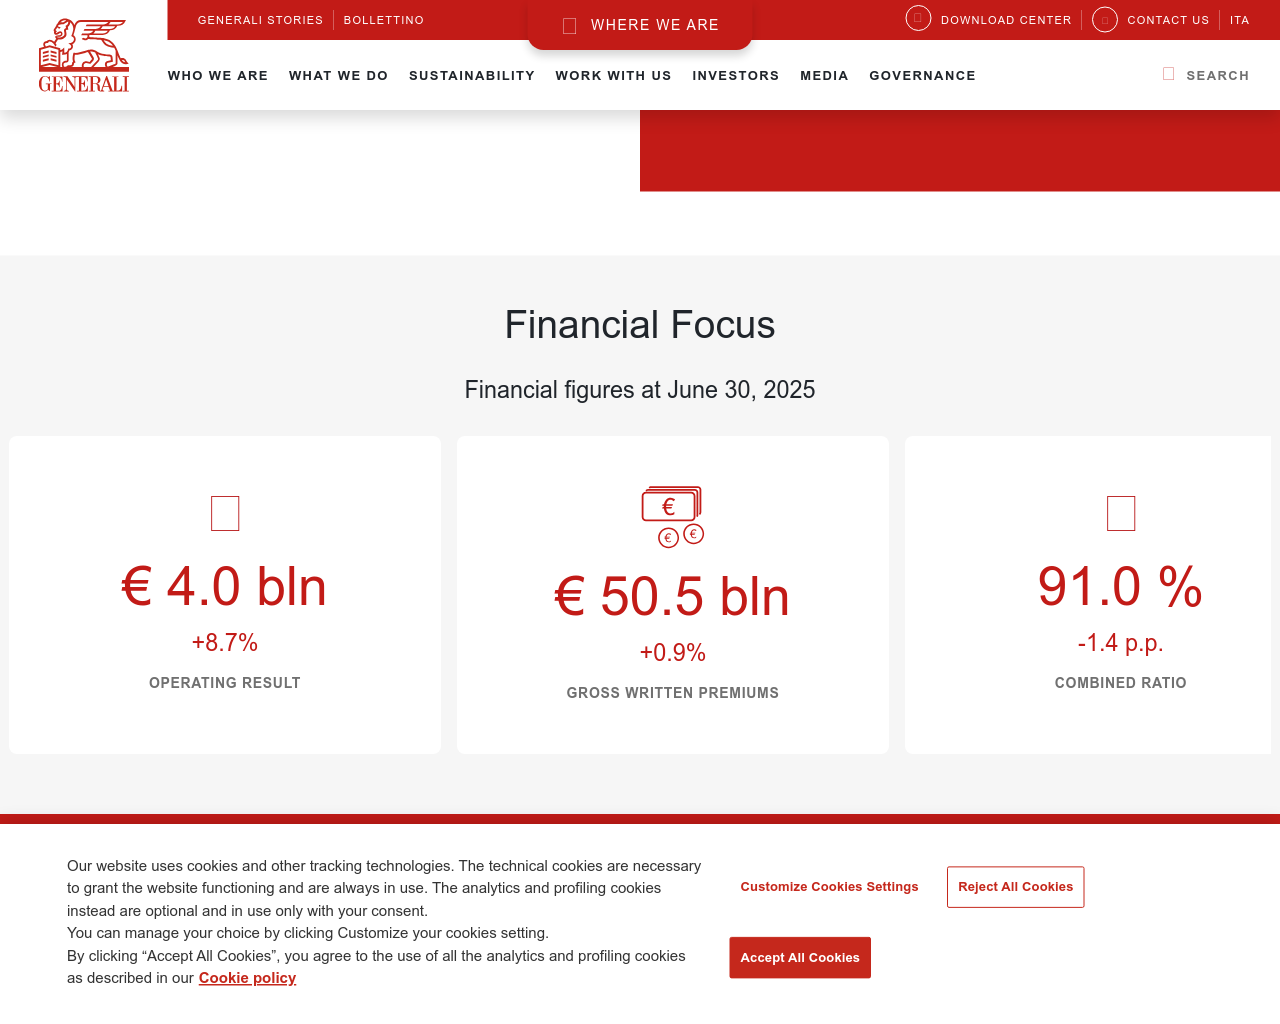 GENERALI STORIES
BOLLETTINO
WHERE WE ARE
DOWNLOAD CENTER
CONTACT US
ITA
GENERALI
WHO WE ARE
WHAT WE DO
SUSTAINABILITY
WORK WITH US
INVESTORS
MEDIA
GOVERNANCE
SEARCH
Financial Focus
Financial figures at June 30, 2025
€ 4.0 bln
+8.7%
OPERATING RESULT
€
€
€
€ 50.5 bln
+0.9%
GROSS WRITTEN PREMIUMS
91.0 %
-1.4 p.p.
COMBINED RATIO
Our website uses cookies and other tracking technologies. The technical cookies are necessary
to grant the website functioning and are always in use. The analytics and profiling cookies
instead are optional and in use only with your consent.
You can manage your choice by clicking Customize your cookies setting.
By clicking “Accept All Cookies”, you agree to the use of all the analytics and profiling cookies
as described in our Cookie policy
Customize Cookies Settings
Reject All Cookies
Accept All Cookies